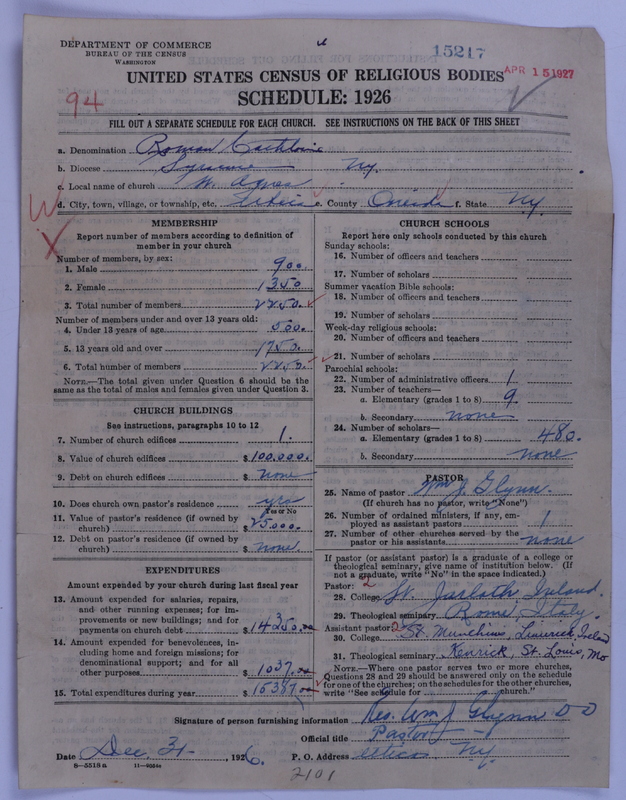 DEPARTMENT OF COMMERCE
BUREAU OF THE CENSUS
WASHINGTON
15217
APR 15 1927
UNITED STATES CENSUS OF RELIGIOUS BODIES
94
SCHEDULE: 1926
FILL OUT A SEPARATE SCHEDULE FOR EACH CHURCH. SEE INSTRUCTIONS ON THE BACK OF THIS SHEET
a. Denomination Roman Catholic
b. Diocese Syracuse NY.
c. Local name of church St. Agnes
d. City, town, village, or township, etc. Utica e. County Oneida f. State NY.
MEMBERSHIP
Report number of members according to definition of member in your church
Number of members, by sex:
1. Male 900
2. Female 1350
3. Total number of members 2250.
Number of members under and over 13 years old:
4. Under 13 years of age 500.
5. 13 years old and over 1750.
6. Total number of members 2250.
NOTE.—The total given under Question 6 should be the same as the total of males and females given under Question 3.
CHURCH BUILDINGS
See instructions, paragraphs 10 to 12
7. Number of church edifices 1.
8. Value of church edifices $100.000.
9. Debt on church edifices $ none
10. Does church own pastor's residence yes
Yes or No
11. Value of pastor's residence (if owned by church) $25.000.
12. Debt on pastor's residence (if owned by church) $ none.
EXPENDITURES
Amount expended by your church during last fiscal year
13. Amount expended for salaries, repairs, and other running expenses; for improvements or new buildings; and for payments on church debt $14350.00
14. Amount expended for benevolences, including home and foreign missions; for denominational support; and for all other purposes $1037.00
15. Total expenditures during year $15387.00
CHURCH SCHOOLS
Report here only schools conducted by this church
Sunday schools:
16. Number of officers and teachers
17. Number of scholars
Summer vacation Bible schools:
18. Number of officers and teachers
19. Number of scholars
Week-day religious schools:
20. Number of officers and teachers
21. Number of scholars
Parochial schools:
22. Number of administrative officers 1
23. Number of teachers—
a. Elementary (grades 1 to 8) 9.
b. Secondary none
24. Number of scholars—
a. Elementary (grades 1 to 8) 480.
b. Secondary none
PASTOR
25. Name of pastor Wm J. Glynn.
(If church has no pastor, write "None")
26. Number of ordained ministers, if any, employed as assistant pastors 1
27. Number of other churches served by the pastor or his assistants none
If pastor (or assistant pastor) is a graduate of a college or theological seminary, give name of institution below. (If not a graduate, write "No" in the space indicated.)
Pastor: 2
28. College St. Jarlath Ireland.
29. Theological seminary Rome, Italy.
Assistant pastor:
30. College St. Munchins, Limerick, Ireland
31. Theological seminary Kenrick, St. Louis, Mo
NOTE.—Where one pastor serves two or more churches, Questions 28 and 29 should be answered only on the schedule for one of the churches; on the schedules for the other churches, write "See schedule for church."
Signature of person furnishing information Rev. Wm J Glynn D D
Official title Pastor
Date Dec. 31 1926. P. O. Address Utica NY.
8—5518a 11—9554a
2101